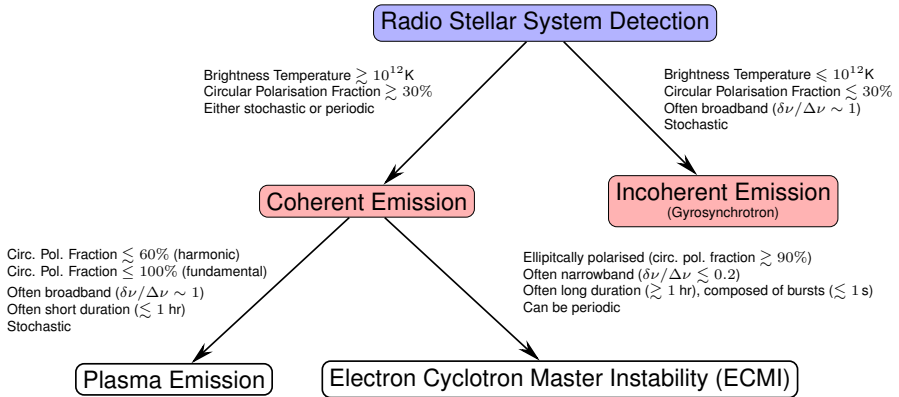 Radio Stellar System Detection
Brightness Temperature ≳ 10¹²K
Circular Polarisation Fraction ≳ 30%
Either stochastic or periodic
Brightness Temperature ⩽ 10¹²K
Circular Polarisation Fraction ≲ 30%
Often broadband (δν/Δν ∼ 1)
Stochastic
Coherent Emission
Incoherent Emission
(Gyrosynchrotron)
Circ. Pol. Fraction ≲ 60% (harmonic)
Circ. Pol. Fraction ≤ 100% (fundamental)
Often broadband (δν/Δν ∼ 1)
Often short duration (≲ 1 hr)
Stochastic
Ellipitcally polarised (circ. pol. fraction ≳ 90%)
Often narrowband (δν/Δν ≲ 0.2)
Often long duration (≳ 1 hr), composed of bursts (≲ 1 s)
Can be periodic
Plasma Emission
Electron Cyclotron Master Instability (ECMI)